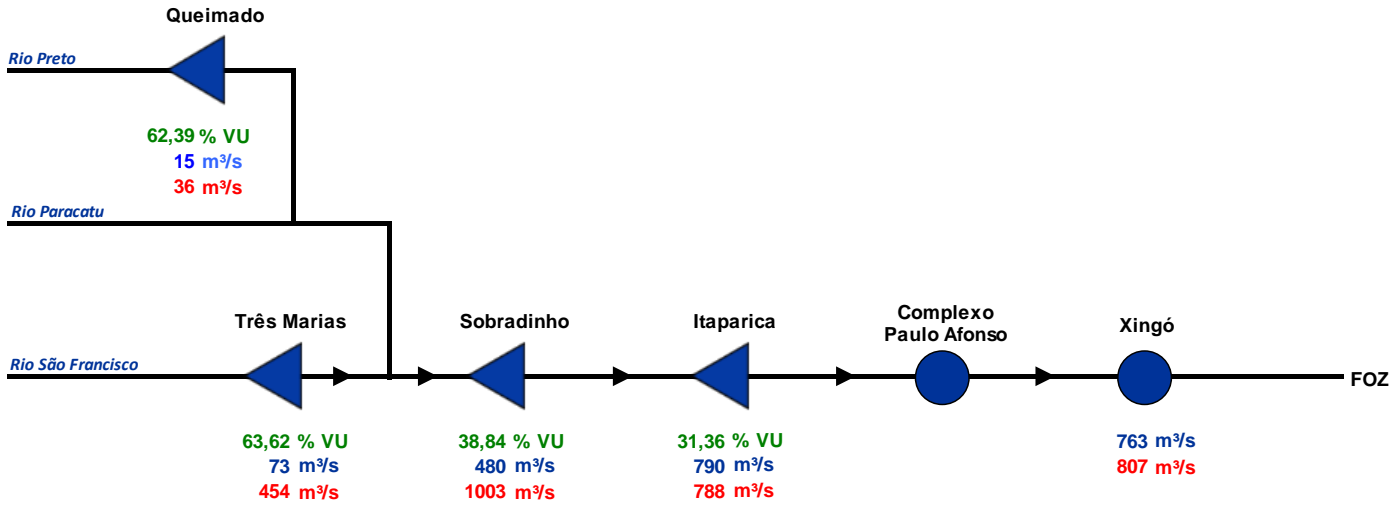 Queimado
Rio Preto
62,39 % VU
15 m³/s
36 m³/s
Rio Paracatu
Três Marias
Sobradinho
Itaparica
Complexo
Paulo Afonso
Xingó
Rio São Francisco
FOZ
63,62 % VU
73 m³/s
454 m³/s
38,84 % VU
480 m³/s
1003 m³/s
31,36 % VU
790 m³/s
788 m³/s
763 m³/s
807 m³/s